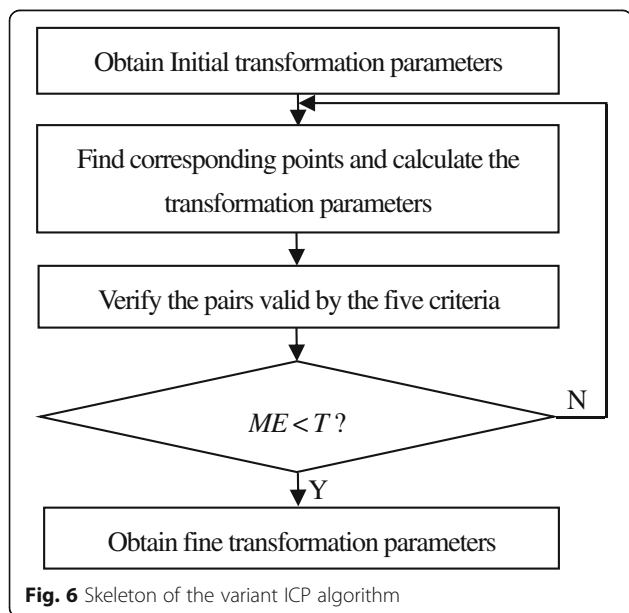 Obtain Initial transformation parameters
Find corresponding points and calculate the
transformation parameters
Verify the pairs valid by the five criteria
ME < T ?
N
Y
Obtain fine transformation parameters
Fig. 6 Skeleton of the variant ICP algorithm